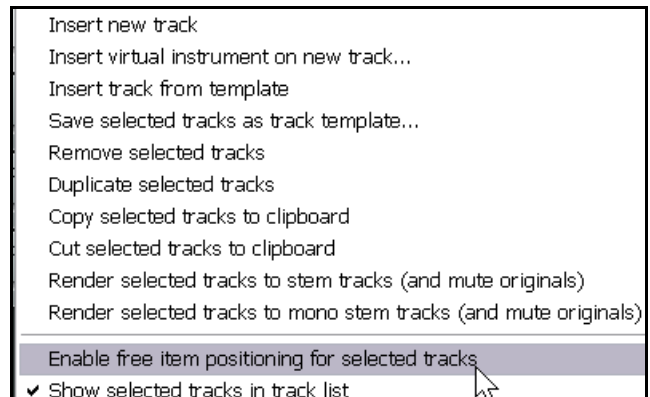 Insert new track
Insert virtual instrument on new track...
Insert track from template
Save selected tracks as track template...
Remove selected tracks
Duplicate selected tracks
Copy selected tracks to clipboard
Cut selected tracks to clipboard
Render selected tracks to stem tracks (and mute originals)
Render selected tracks to mono stem tracks (and mute originals)
Enable free item positioning for selected tracks
✔ Show selected tracks in track list